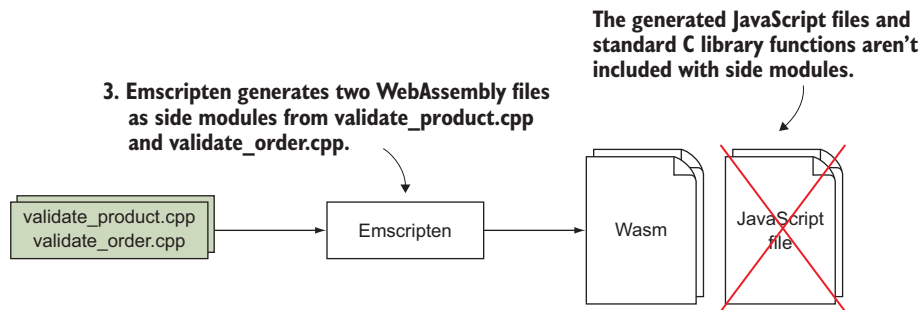 The generated JavaScript files and
standard C library functions aren't
included with side modules.
3. Emscripten generates two WebAssembly files
as side modules from validate_product.cpp
and validate_order.cpp.
validate_product.cpp
validate_order.cpp
Emscripten
Wasm
JavaScript
file